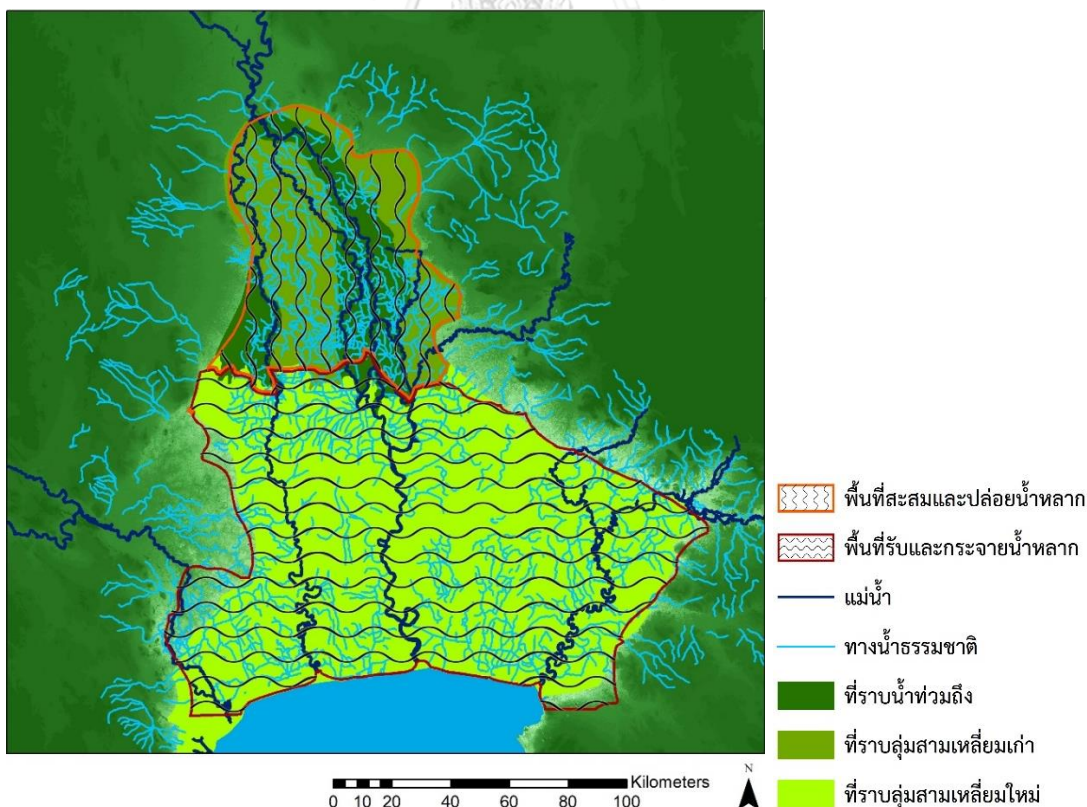 พื้นที่สะสมและปล่อยน้ำหลาก
พื้นที่รับและกระจายน้ำหลาก
แม่น้ำ
ทางน้ำธรรมชาติ
ที่ราบน้ำท่วมถึง
ที่ราบลุ่มสามเหลี่ยมเก่า
ที่ราบลุ่มสามเหลี่ยมใหม่
Kilometers
0 10 20 40 60 80 100
N